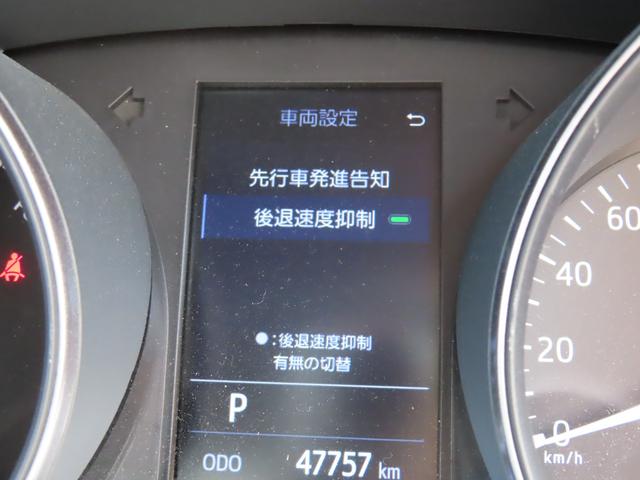 車両設定
先行車発進告知
後退速度抑制
●:後退速度抑制
有無の切替
P
ODO 47757 km
60
40
20
0
km/h